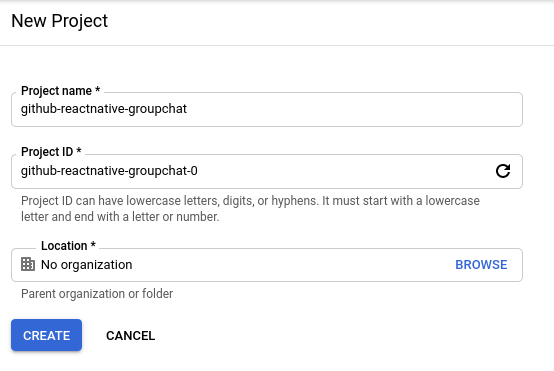 New Project
Project name *
github-reactnative-groupchat
Project ID *
github-reactnative-groupchat-0
Project ID can have lowercase letters, digits, or hyphens. It must start with a lowercase
letter and end with a letter or number.
Location *
No organization BROWSE
Parent organization or folder
CREATE CANCEL